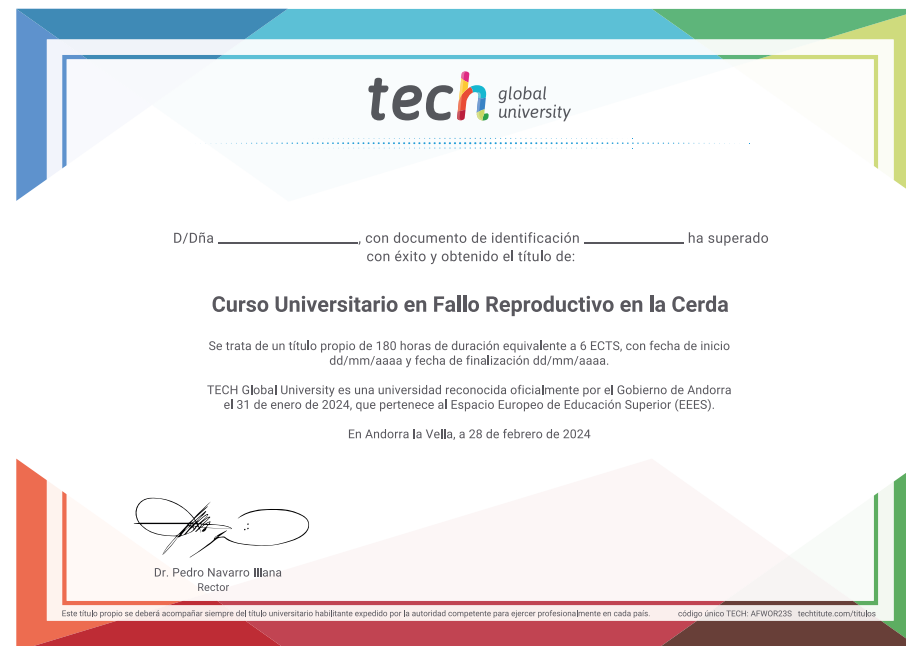 tech global university
D/Dña ____________________, con documento de identificación ______________ ha superado
con éxito y obtenido el título de:
Curso Universitario en Fallo Reproductivo en la Cerda
Se trata de un título propio de 180 horas de duración equivalente a 6 ECTS, con fecha de inicio
dd/mm/aaaa y fecha de finalización dd/mm/aaaa.
TECH Global University es una universidad reconocida oficialmente por el Gobierno de Andorra
el 31 de enero de 2024, que pertenece al Espacio Europeo de Educación Superior (EEES).
En Andorra la Vella, a 28 de febrero de 2024
Dr. Pedro Navarro Illana
Rector
Este título propio se deberá acompañar siempre del título universitario habilitante expedido por la autoridad competente para ejercer profesionalmente en cada país. código único TECH: AFWOR23S techtitute.com/titulos